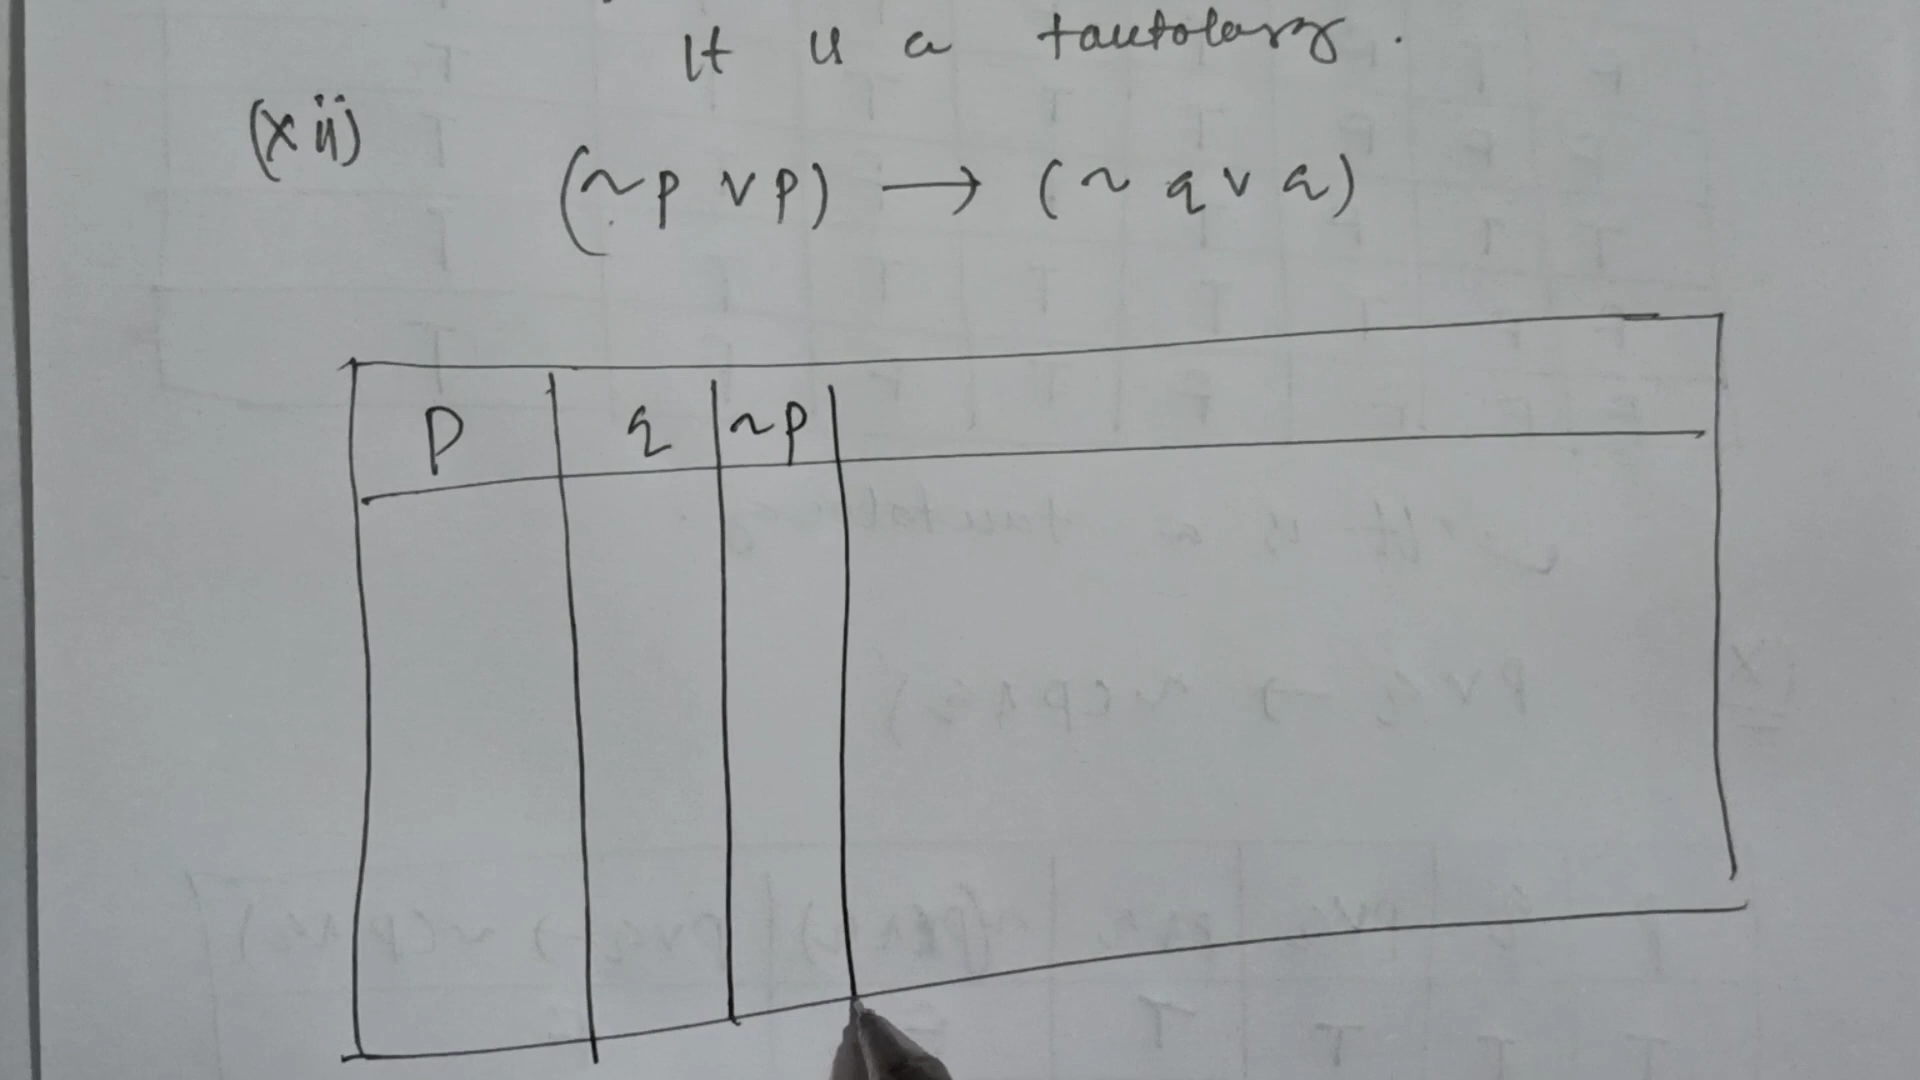 It is a tautology.
(xii)
(~p ∨ p) → (~q ∨ q)
P q ~p